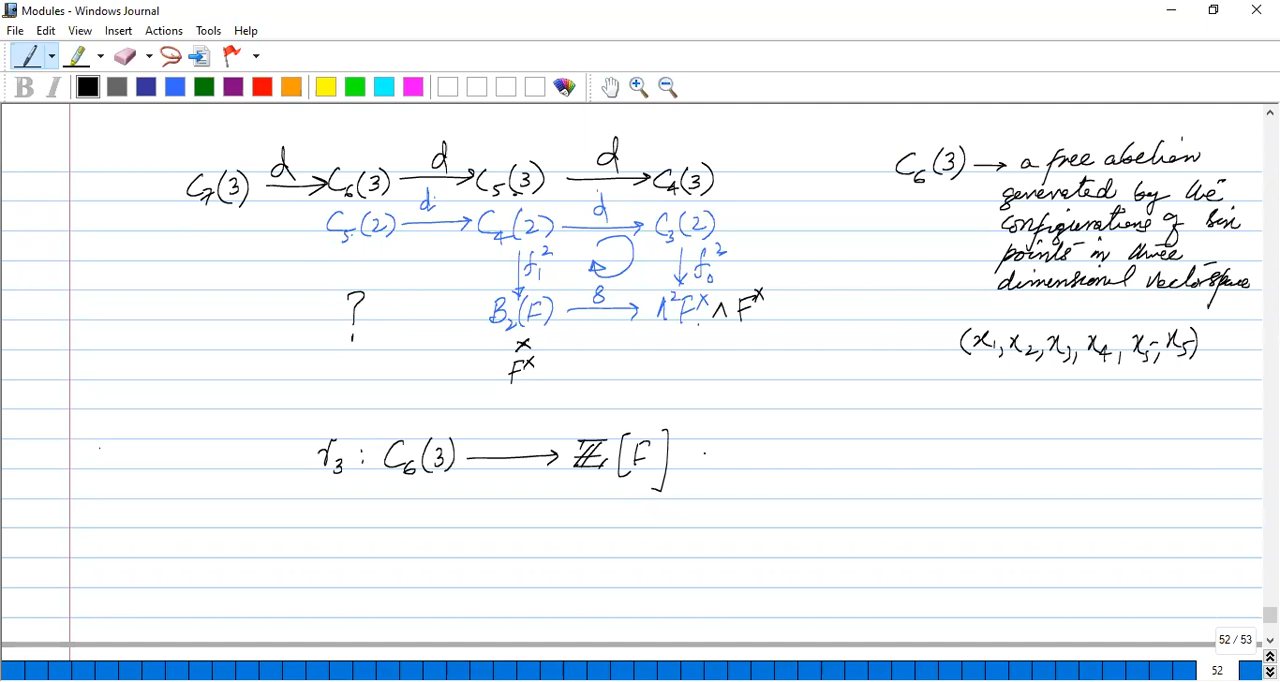 Modules - Windows Journal
File Edit View Insert Actions Tools Help
B I
C₇(3) d→ C₆(3) d→ C₅(3) d→ C₄(3)
C₅(2) d→ C₄(2) d→ C₃(2)
↓f₁² ↓f₀²
? B₂(F) δ→ Λ²F^x ∧ F^x
x
F^x
r₃ : C₆(3) → ℤ[F]
C₆(3) → a free abelian
generated by the
configurations of six
points in three
dimensional vectorspace
(x₁, x₂, x₃, x₄, x₅, x₅)
52 / 53
52